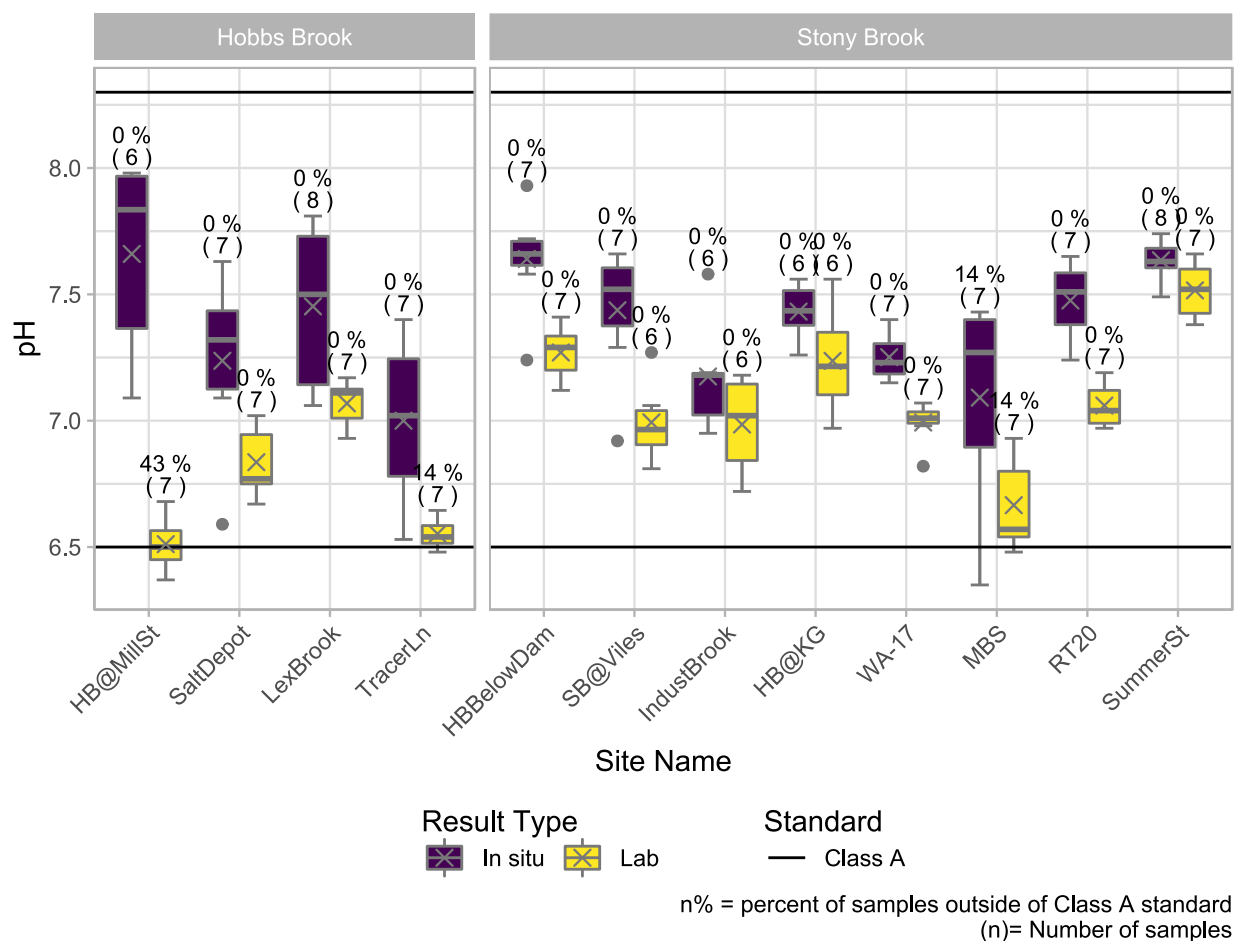 Hobbs Brook
Stony Brook
pH
8.0
7.5
7.0
6.5
0 %
( 6 )
43 %
( 7 )
0 %
( 7 )
0 %
( 7 )
0 %
( 8 )
0 %
( 7 )
0 %
( 7 )
14 %
( 7 )
0 %
( 7 )
0 %
( 7 )
0 %
( 7 )
0 %
( 6 )
0 %
( 6 )
0 %
( 6 )
0 %
( 6 )
0 %
( 6 )
0 %
( 7 )
0 %
( 7 )
14 %
( 7 )
14 %
( 7 )
0 %
( 7 )
0 %
( 7 )
0 %
( 8 )
0 %
( 7 )
HB@MillSt
SaltDepot
LexBrook
TracerLn
HBBelowDam
SB@Viles
IndustBrook
HB@KG
WA-17
MBS
RT20
SummerSt
Site Name
Result Type
In situ
Lab
Standard
Class A
n% = percent of samples outside of Class A standard
(n)= Number of samples